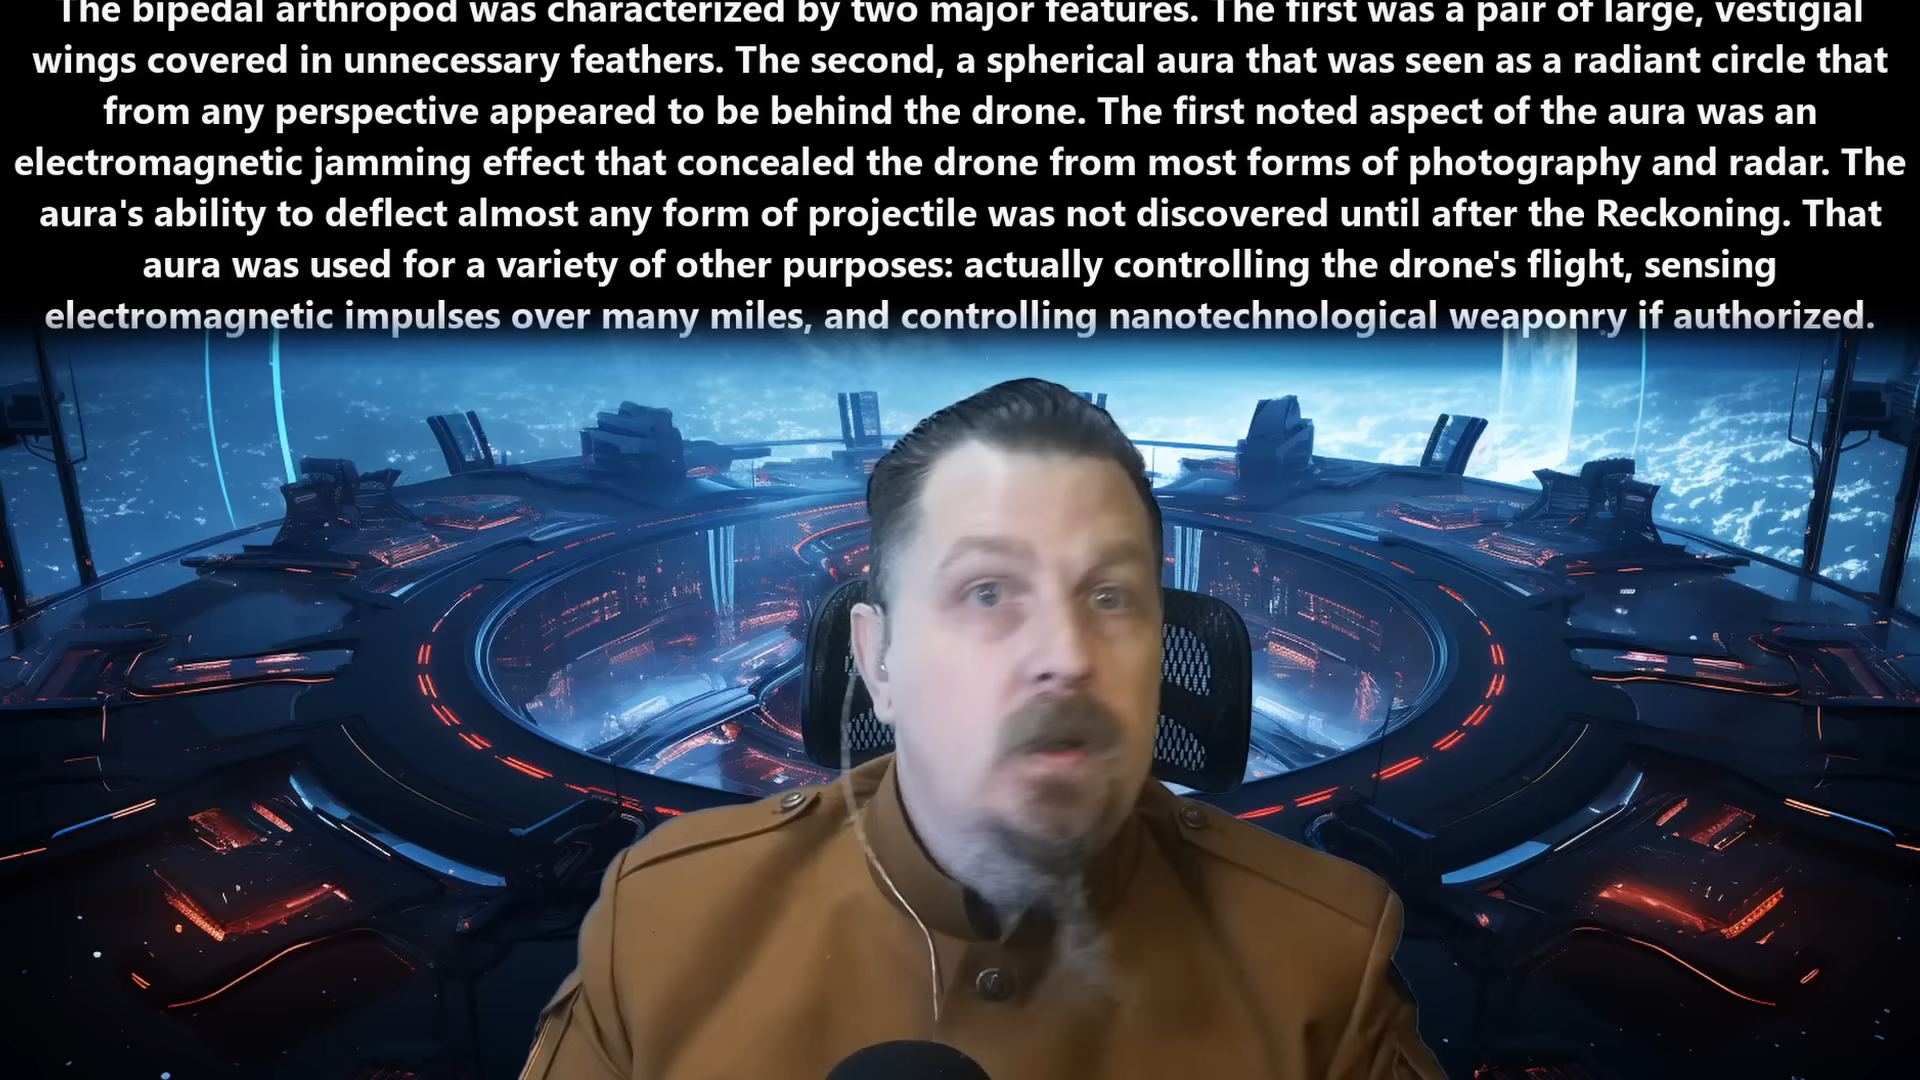 The bipedal arthropod was characterized by two major features. The first was a pair of large, vestigial
wings covered in unnecessary feathers. The second, a spherical aura that was seen as a radiant circle that
from any perspective appeared to be behind the drone. The first noted aspect of the aura was an
electromagnetic jamming effect that concealed the drone from most forms of photography and radar. The
aura's ability to deflect almost any form of projectile was not discovered until after the Reckoning. That
aura was used for a variety of other purposes: actually controlling the drone's flight, sensing
electromagnetic impulses over many miles, and controlling nanotechnological weaponry if authorized.